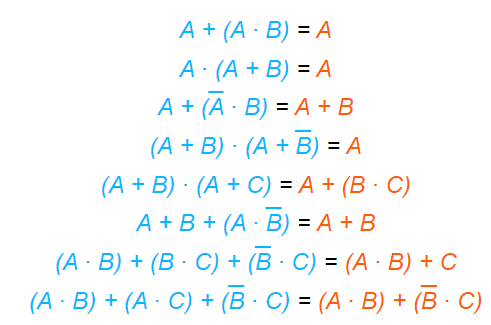 A + (A · B) = A
A · (A + B) = A
A + (A̅ · B) = A + B
(A + B) · (A + B̅) = A
(A + B) · (A + C) = A + (B · C)
A + B + (A · B̅) = A + B
(A · B) + (B · C) + (B̅ · C) = (A · B) + C
(A · B) + (A · C) + (B̅ · C) = (A · B) + (B̅ · C)